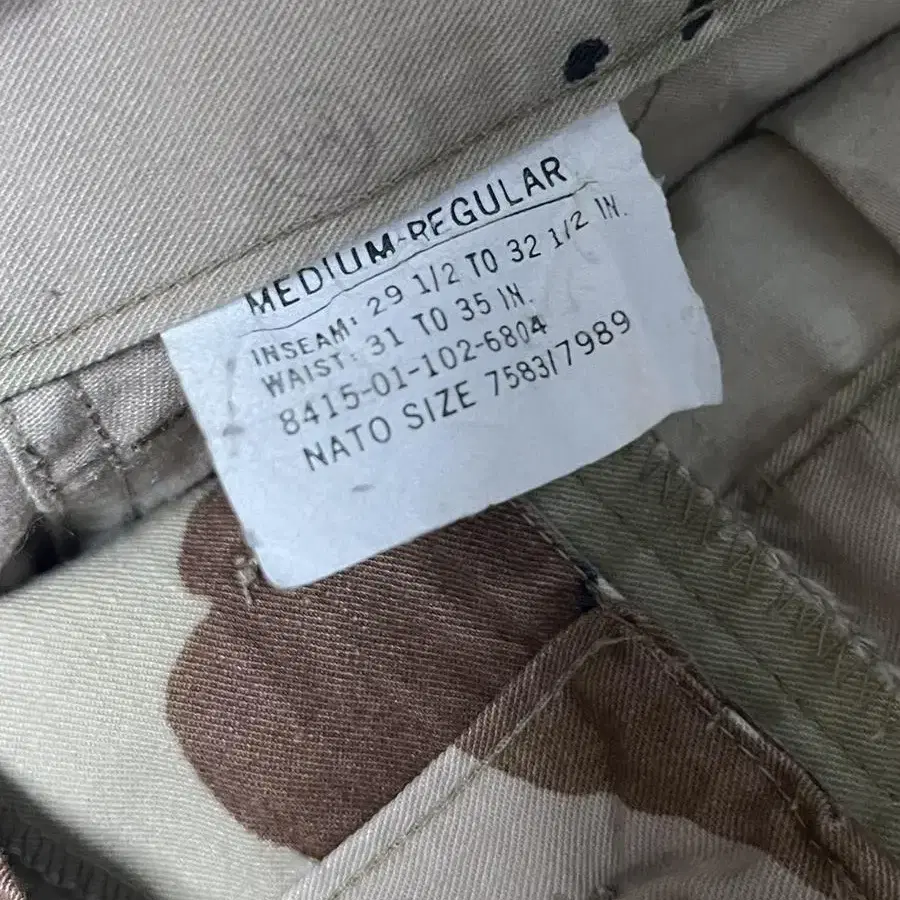 MEDIUM-REGULAR
INSEAM: 29 1/2 TO 32 1/2 IN.
WAIST: 31 TO 35 IN.
8415-01-102-6804
NATO SIZE 7583/7989